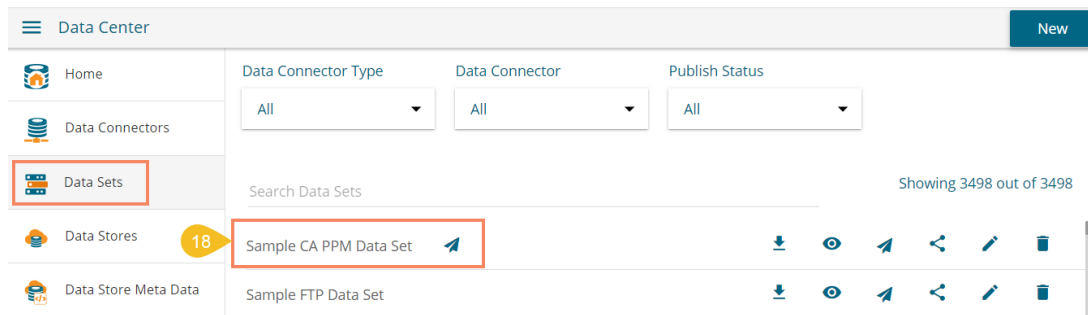 Data Center
New
Home
Data Connectors
Data Sets
Data Stores
Data Store Meta Data
Data Connector Type
Data Connector
Publish Status
All
All
All
Search Data Sets
Showing 3498 out of 3498
18
Sample CA PPM Data Set
Sample FTP Data Set